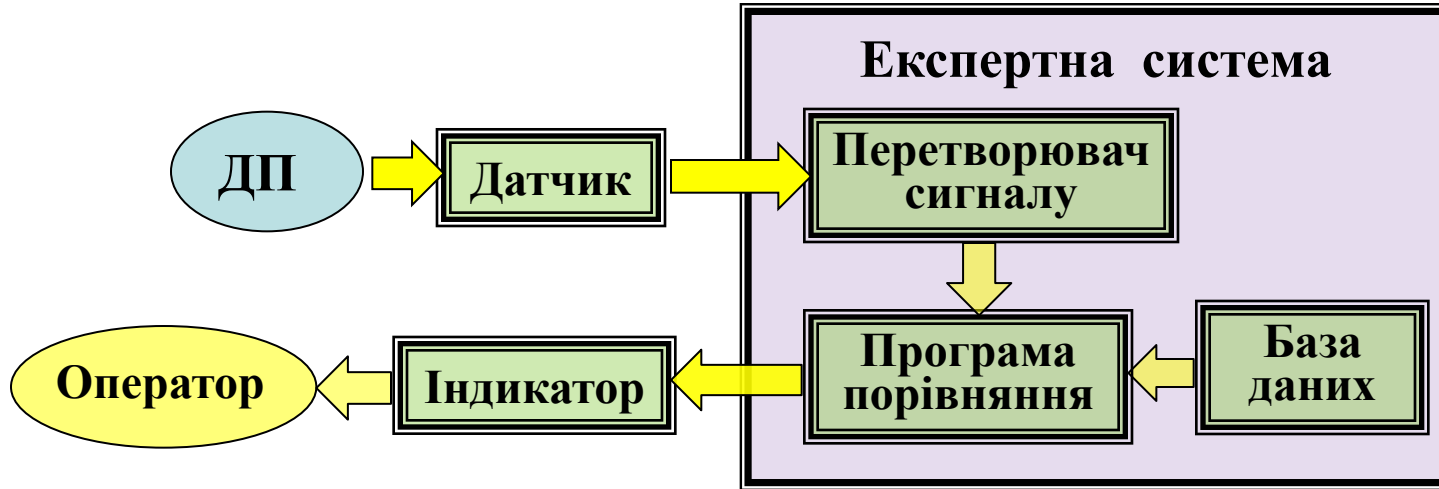 Експертна система
ДП
Датчик
Перетворювач
сигналу
Оператор
Індикатор
Програма
порівняння
База
даних